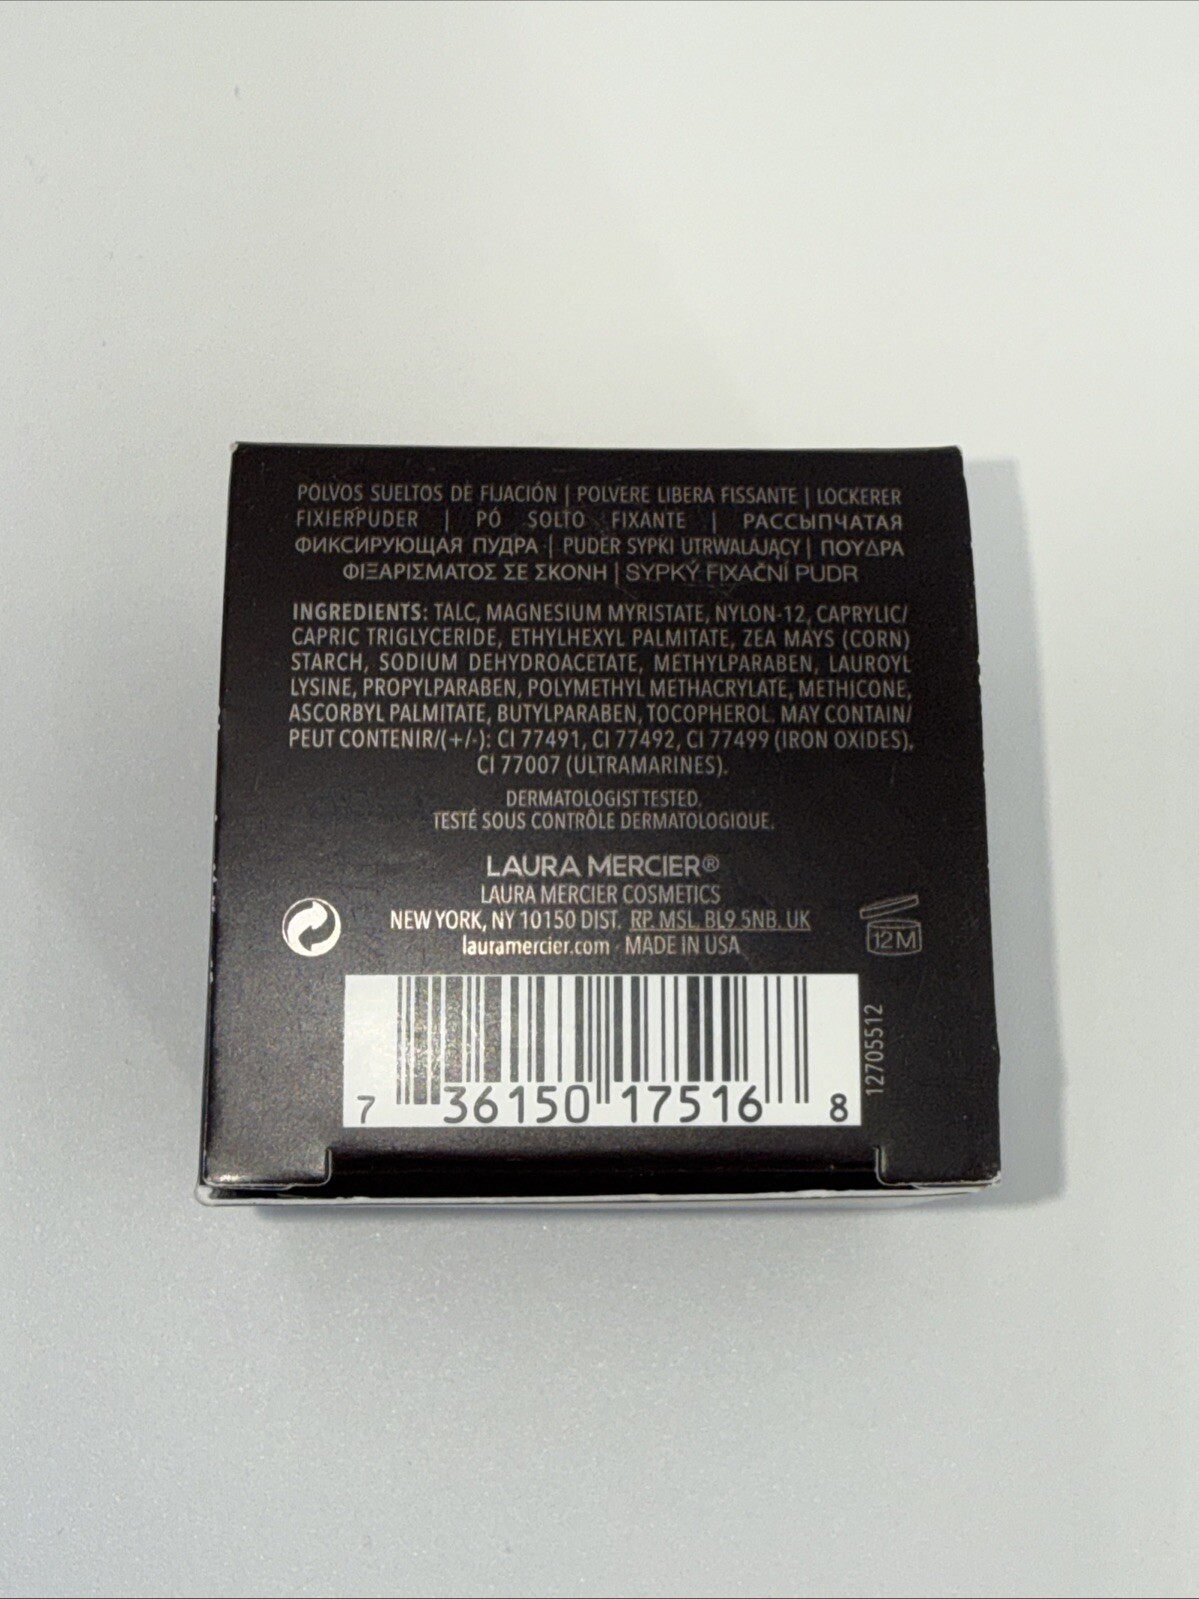 POLVOS SUELTOS DE FIJACIÓN | POLVERE LIBERA FISSANTE | LOCKERER
FIXIERPUDER | PÓ SOLTO FIXANTE | РАССЫПЧАТАЯ
ФИКСИРУЮЩАЯ ПУДРА | PUDER SYPKI UTRWALAJĄCY | ΠΟΥΔΡΑ
ΦΙΞΑΡΙΣΜΑΤΟΣ ΣΕ ΣΚΟΝΗ | SYPKÝ FIXAČNÍ PUDR
INGREDIENTS: TALC, MAGNESIUM MYRISTATE, NYLON-12, CAPRYLIC/
CAPRIC TRIGLYCERIDE, ETHYLHEXYL PALMITATE, ZEA MAYS (CORN)
STARCH, SODIUM DEHYDROACETATE, METHYLPARABEN, LAUROYL
LYSINE, PROPYLPARABEN, POLYMETHYL METHACRYLATE, METHICONE,
ASCORBYL PALMITATE, BUTYLPARABEN, TOCOPHEROL. MAY CONTAIN/
PEUT CONTENIR/(+/-): CI 77491, CI 77492, CI 77499 (IRON OXIDES),
CI 77007 (ULTRAMARINES).
DERMATOLOGIST TESTED.
TESTÉ SOUS CONTRÔLE DERMATOLOGIQUE.
LAURA MERCIER®
LAURA MERCIER COSMETICS
NEW YORK, NY 10150 DIST. RP. MSL, BL9 5NB, UK
lauramercier.com · MADE IN USA
12 M
7 36150 17516 8
12705512